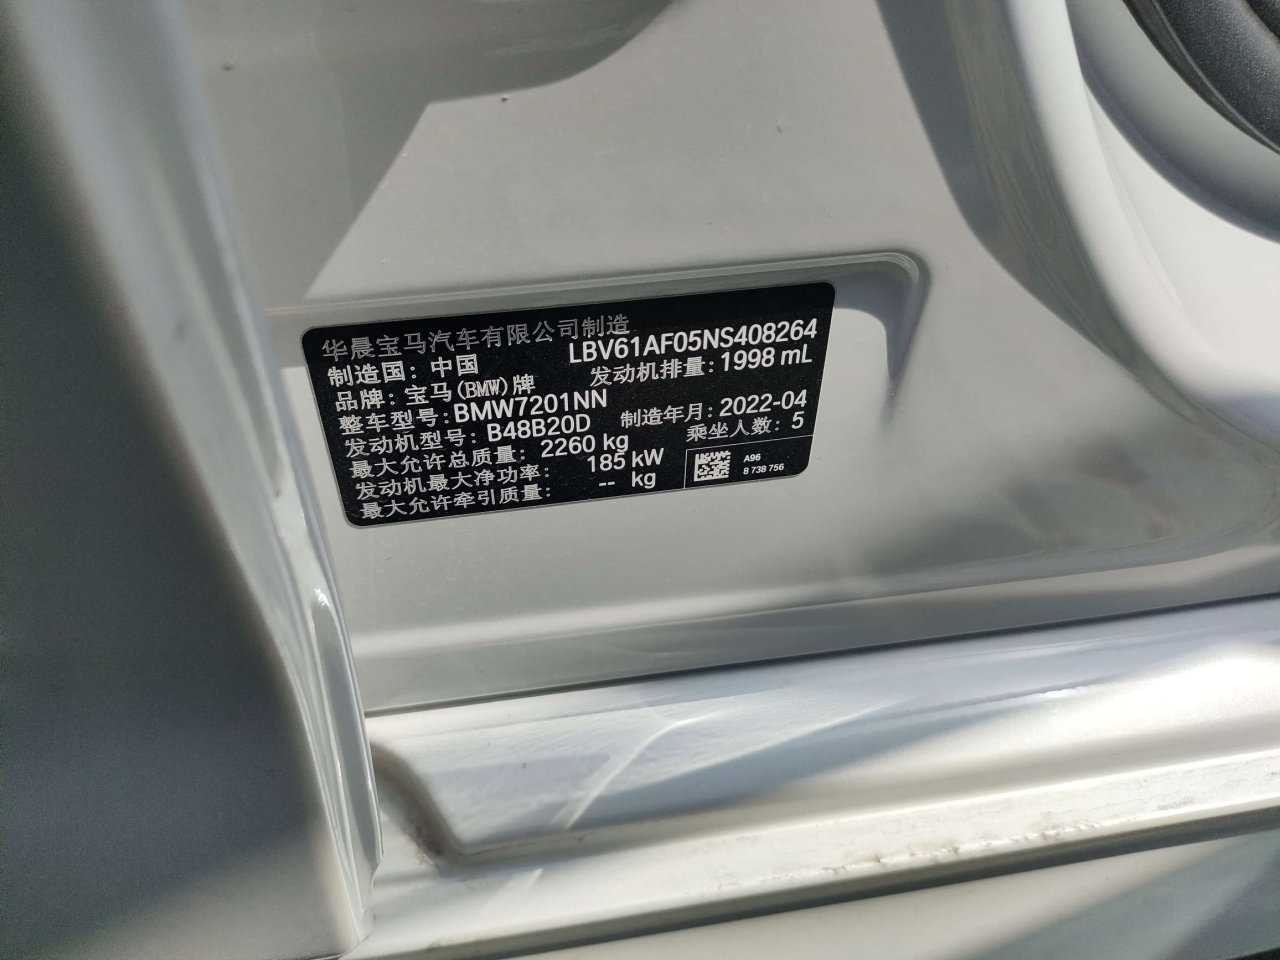 华晨宝马汽车有限公司制造
制造国: 中国 LBV61AF05NS408264
品牌: 宝马(BMW)牌 发动机排量: 1998 mL
整车型号: BMW7201NN
发动机型号: B48B20D 制造年月: 2022-04
最大允许总质量: 2260 kg 乘坐人数: 5
发动机最大净功率: 185 kW
最大允许牵引质量: -- kg
A96
8 738 756